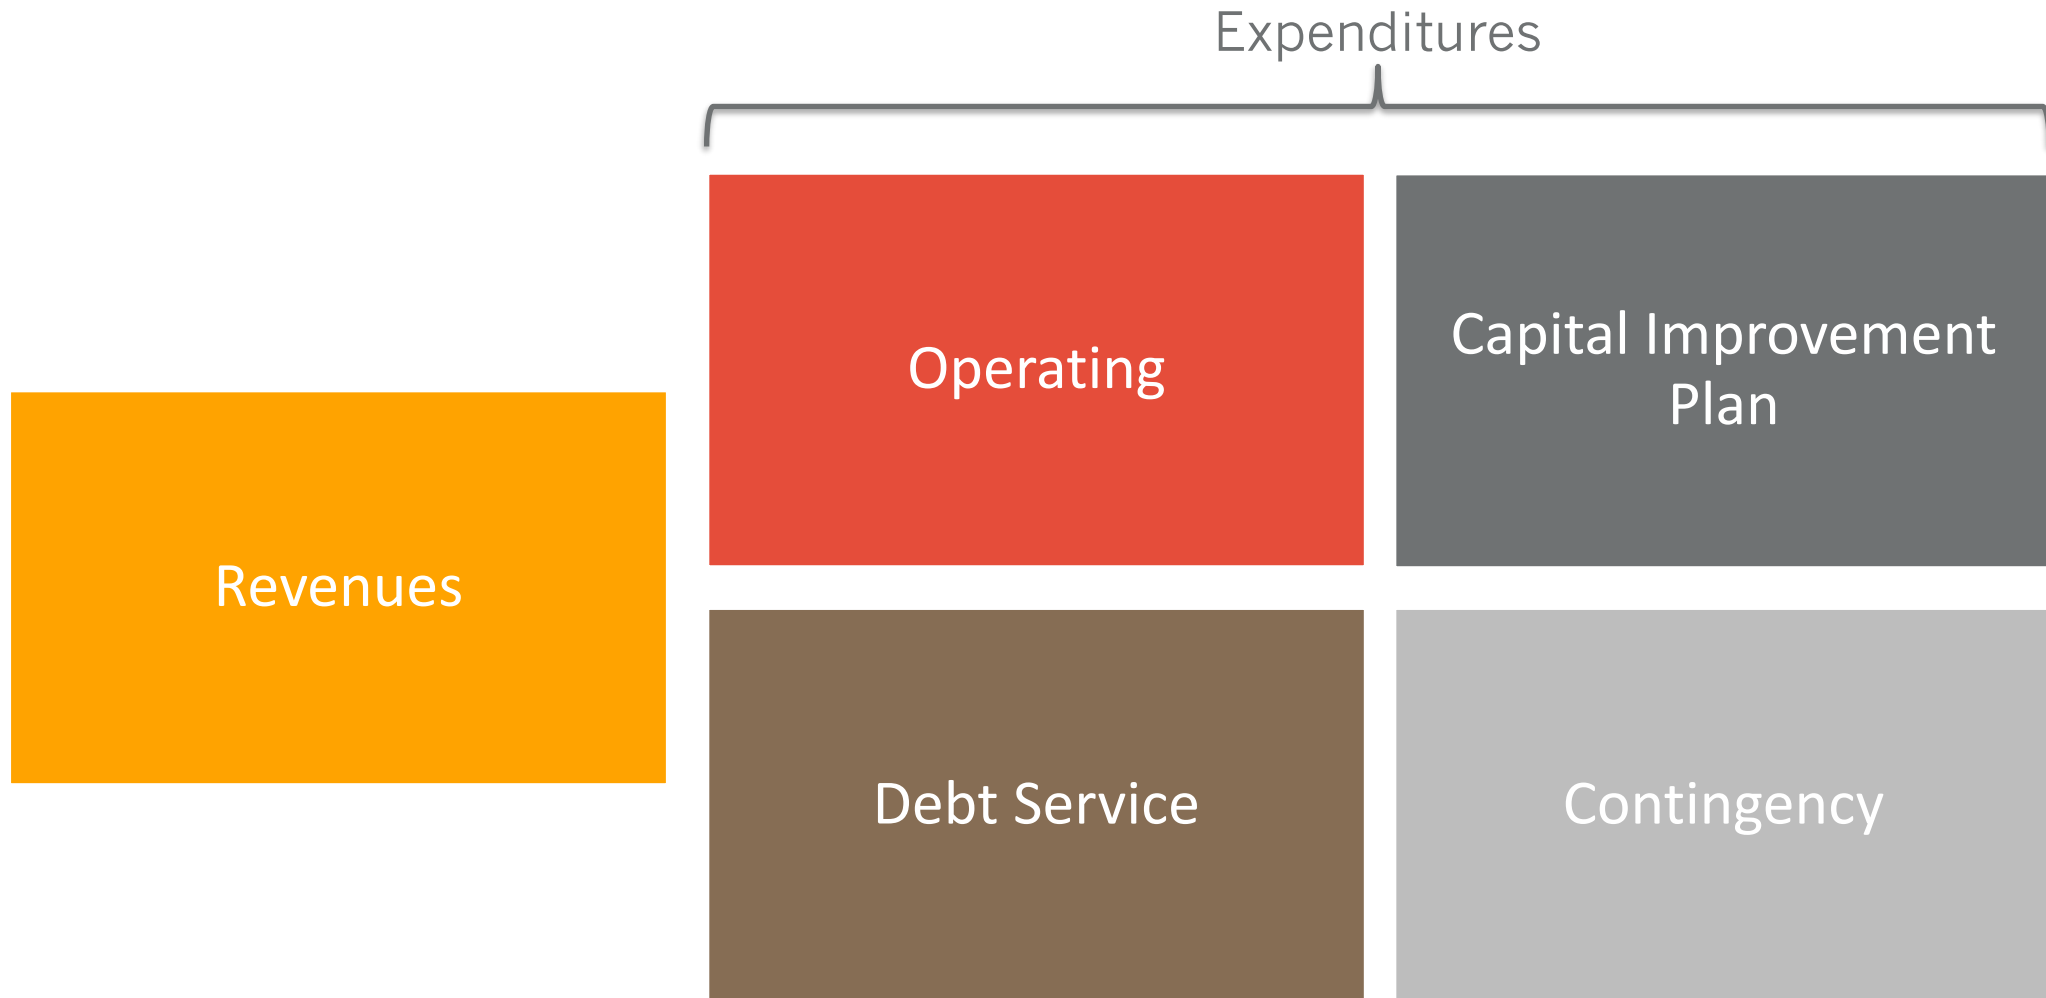 Expenditures
Revenues
Operating
Capital Improvement
Plan
Debt Service
Contingency